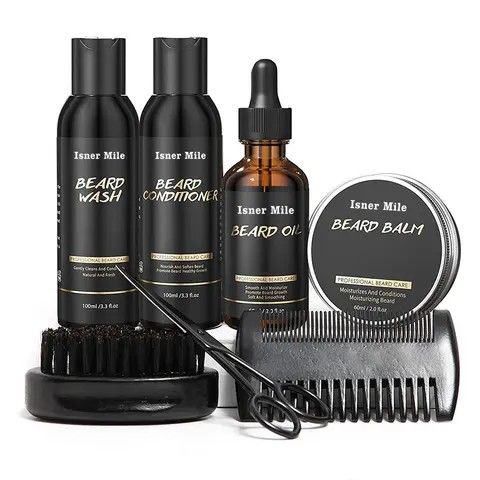 Isner Mile
BEARD
WASH
PROFESSIONAL BEARD CARE
Gently Cleans And
Natural And Fresh
100ml/3.3 fl.oz
Isner Mile
BEARD
CONDITIONER
PROFESSIONAL BEARD CARE
Nourish And Soften Beard
Promote Beard Healthy Growth
100ml/3.3 fl.oz
Isner Mile
BEARD OIL
PROFESSIONAL BEARD CARE
Smooth And Moisturize
Promote Beard Growth
Soft And Smoothing
Isner Mile
BEARD BALM
PROFESSIONAL BEARD CARE
Moisturizes And Conditions
Moisturizing Beard
60ml/2.0 fl.oz